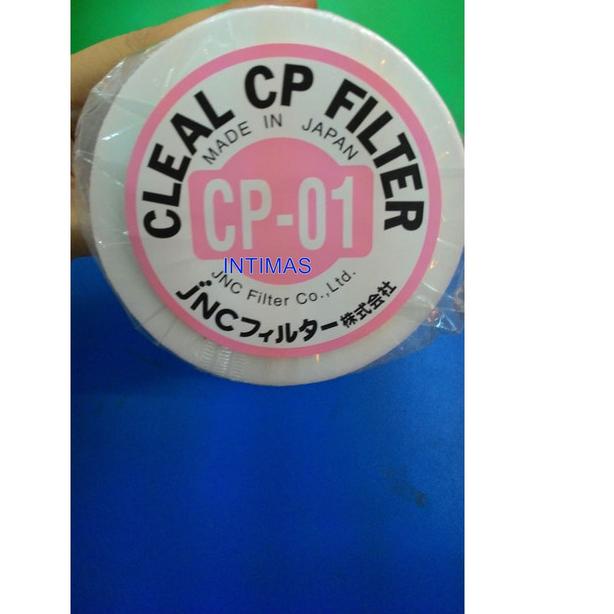 CLEAL CP FILTER
MADE IN JAPAN
CP-01
INTIMAS
JNC Filter Co.,Ltd.
JNCフィルター株式会社